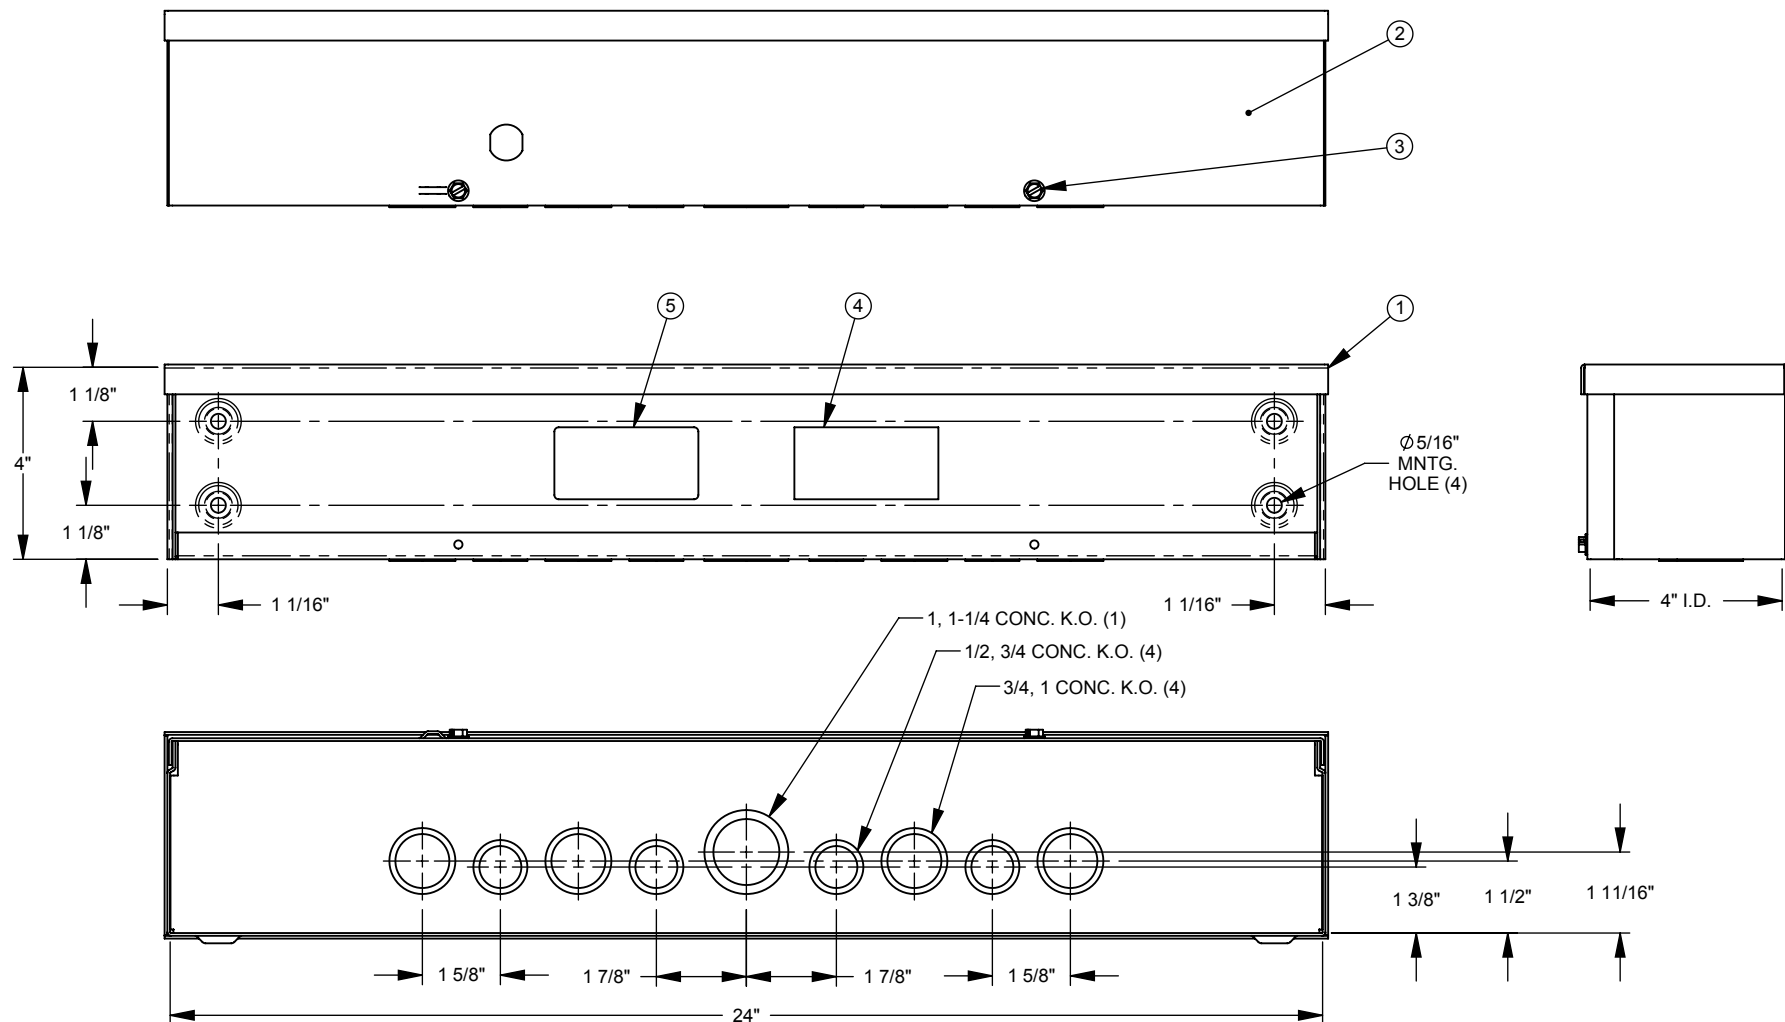 2
3
5
4
1
1 1/8"
4"
1 1/8"
Ø 5/16"
MNTG.
HOLE (4)
1 1/16"
1 1/16"
4" I.D.
1, 1-1/4 CONC. K.O. (1)
1/2, 3/4 CONC. K.O. (4)
3/4, 1 CONC. K.O. (4)
1 3/8"
1 1/2"
1 11/16"
1 5/8"
1 7/8"
1 7/8"
1 5/8"
24"